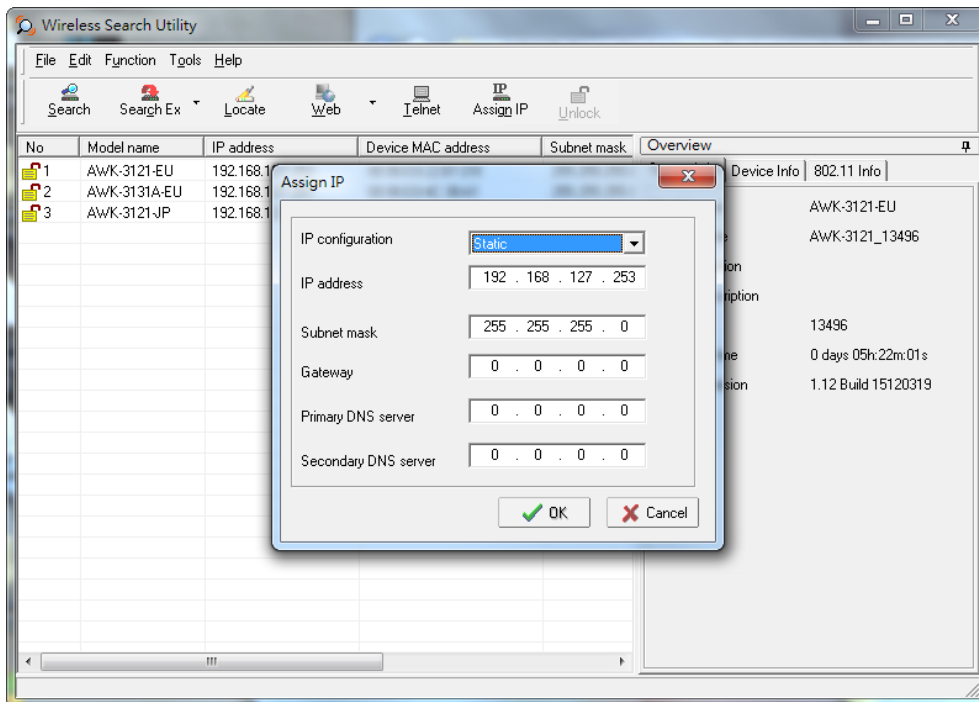 Wireless Search Utility
File Edit Function Tools Help
Search Search Ex Locate Web Telnet Assign IP Unlock
No Model name IP address Device MAC address Subnet mask
1 AWK-3121-EU 192.168.1
2 AWK-3131A-EU 192.168.1
3 AWK-3121-JP 192.168.1
Overview
Device Info 802.11 Info
AWK-3121-EU
AWK-3121_13496
13496
0 days 05h:22m:01s
1.12 Build 15120319
Assign IP
IP configuration Static
IP address 192 . 168 . 127 . 253
Subnet mask 255 . 255 . 255 . 0
Gateway 0 . 0 . 0 . 0
Primary DNS server 0 . 0 . 0 . 0
Secondary DNS server 0 . 0 . 0 . 0
OK Cancel